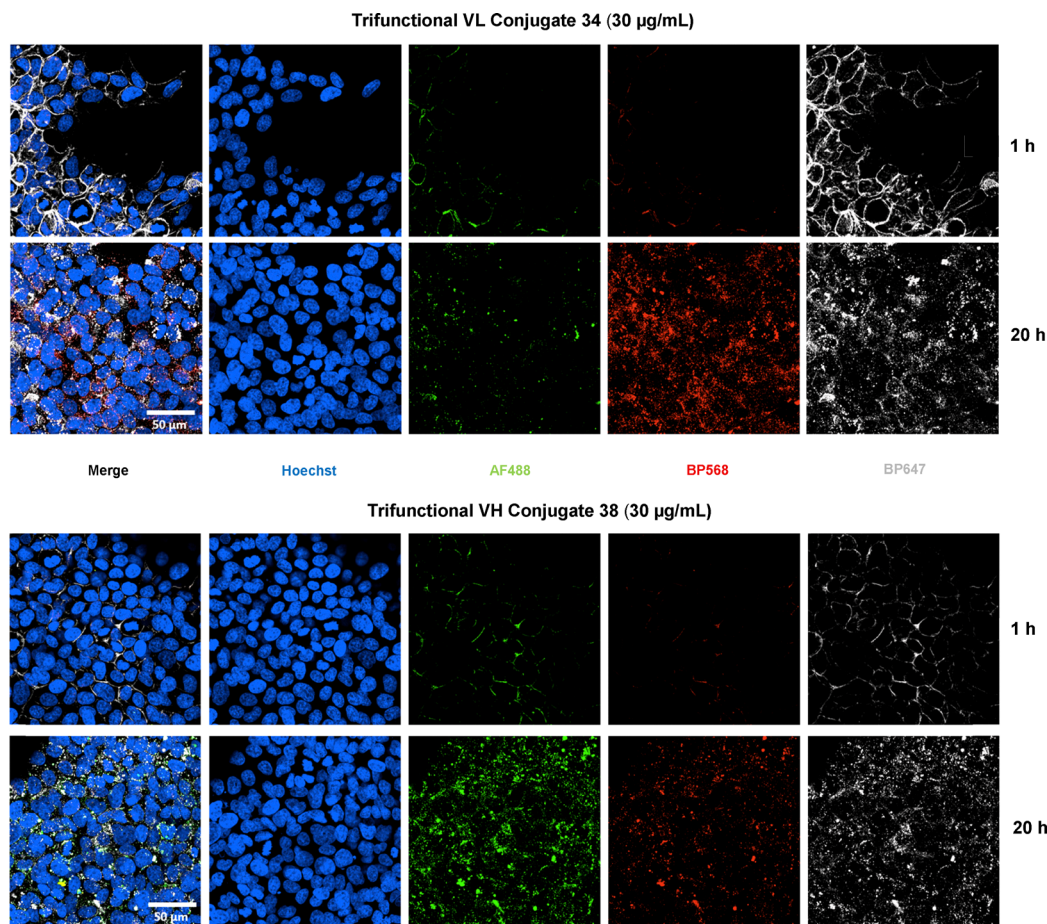 Trifunctional VL Conjugate 34 (30 µg/mL)
1 h
20 h
50 µm
Merge Hoechst AF488 BP568 BP647
Trifunctional VH Conjugate 38 (30 µg/mL)
1 h
20 h
50 µm